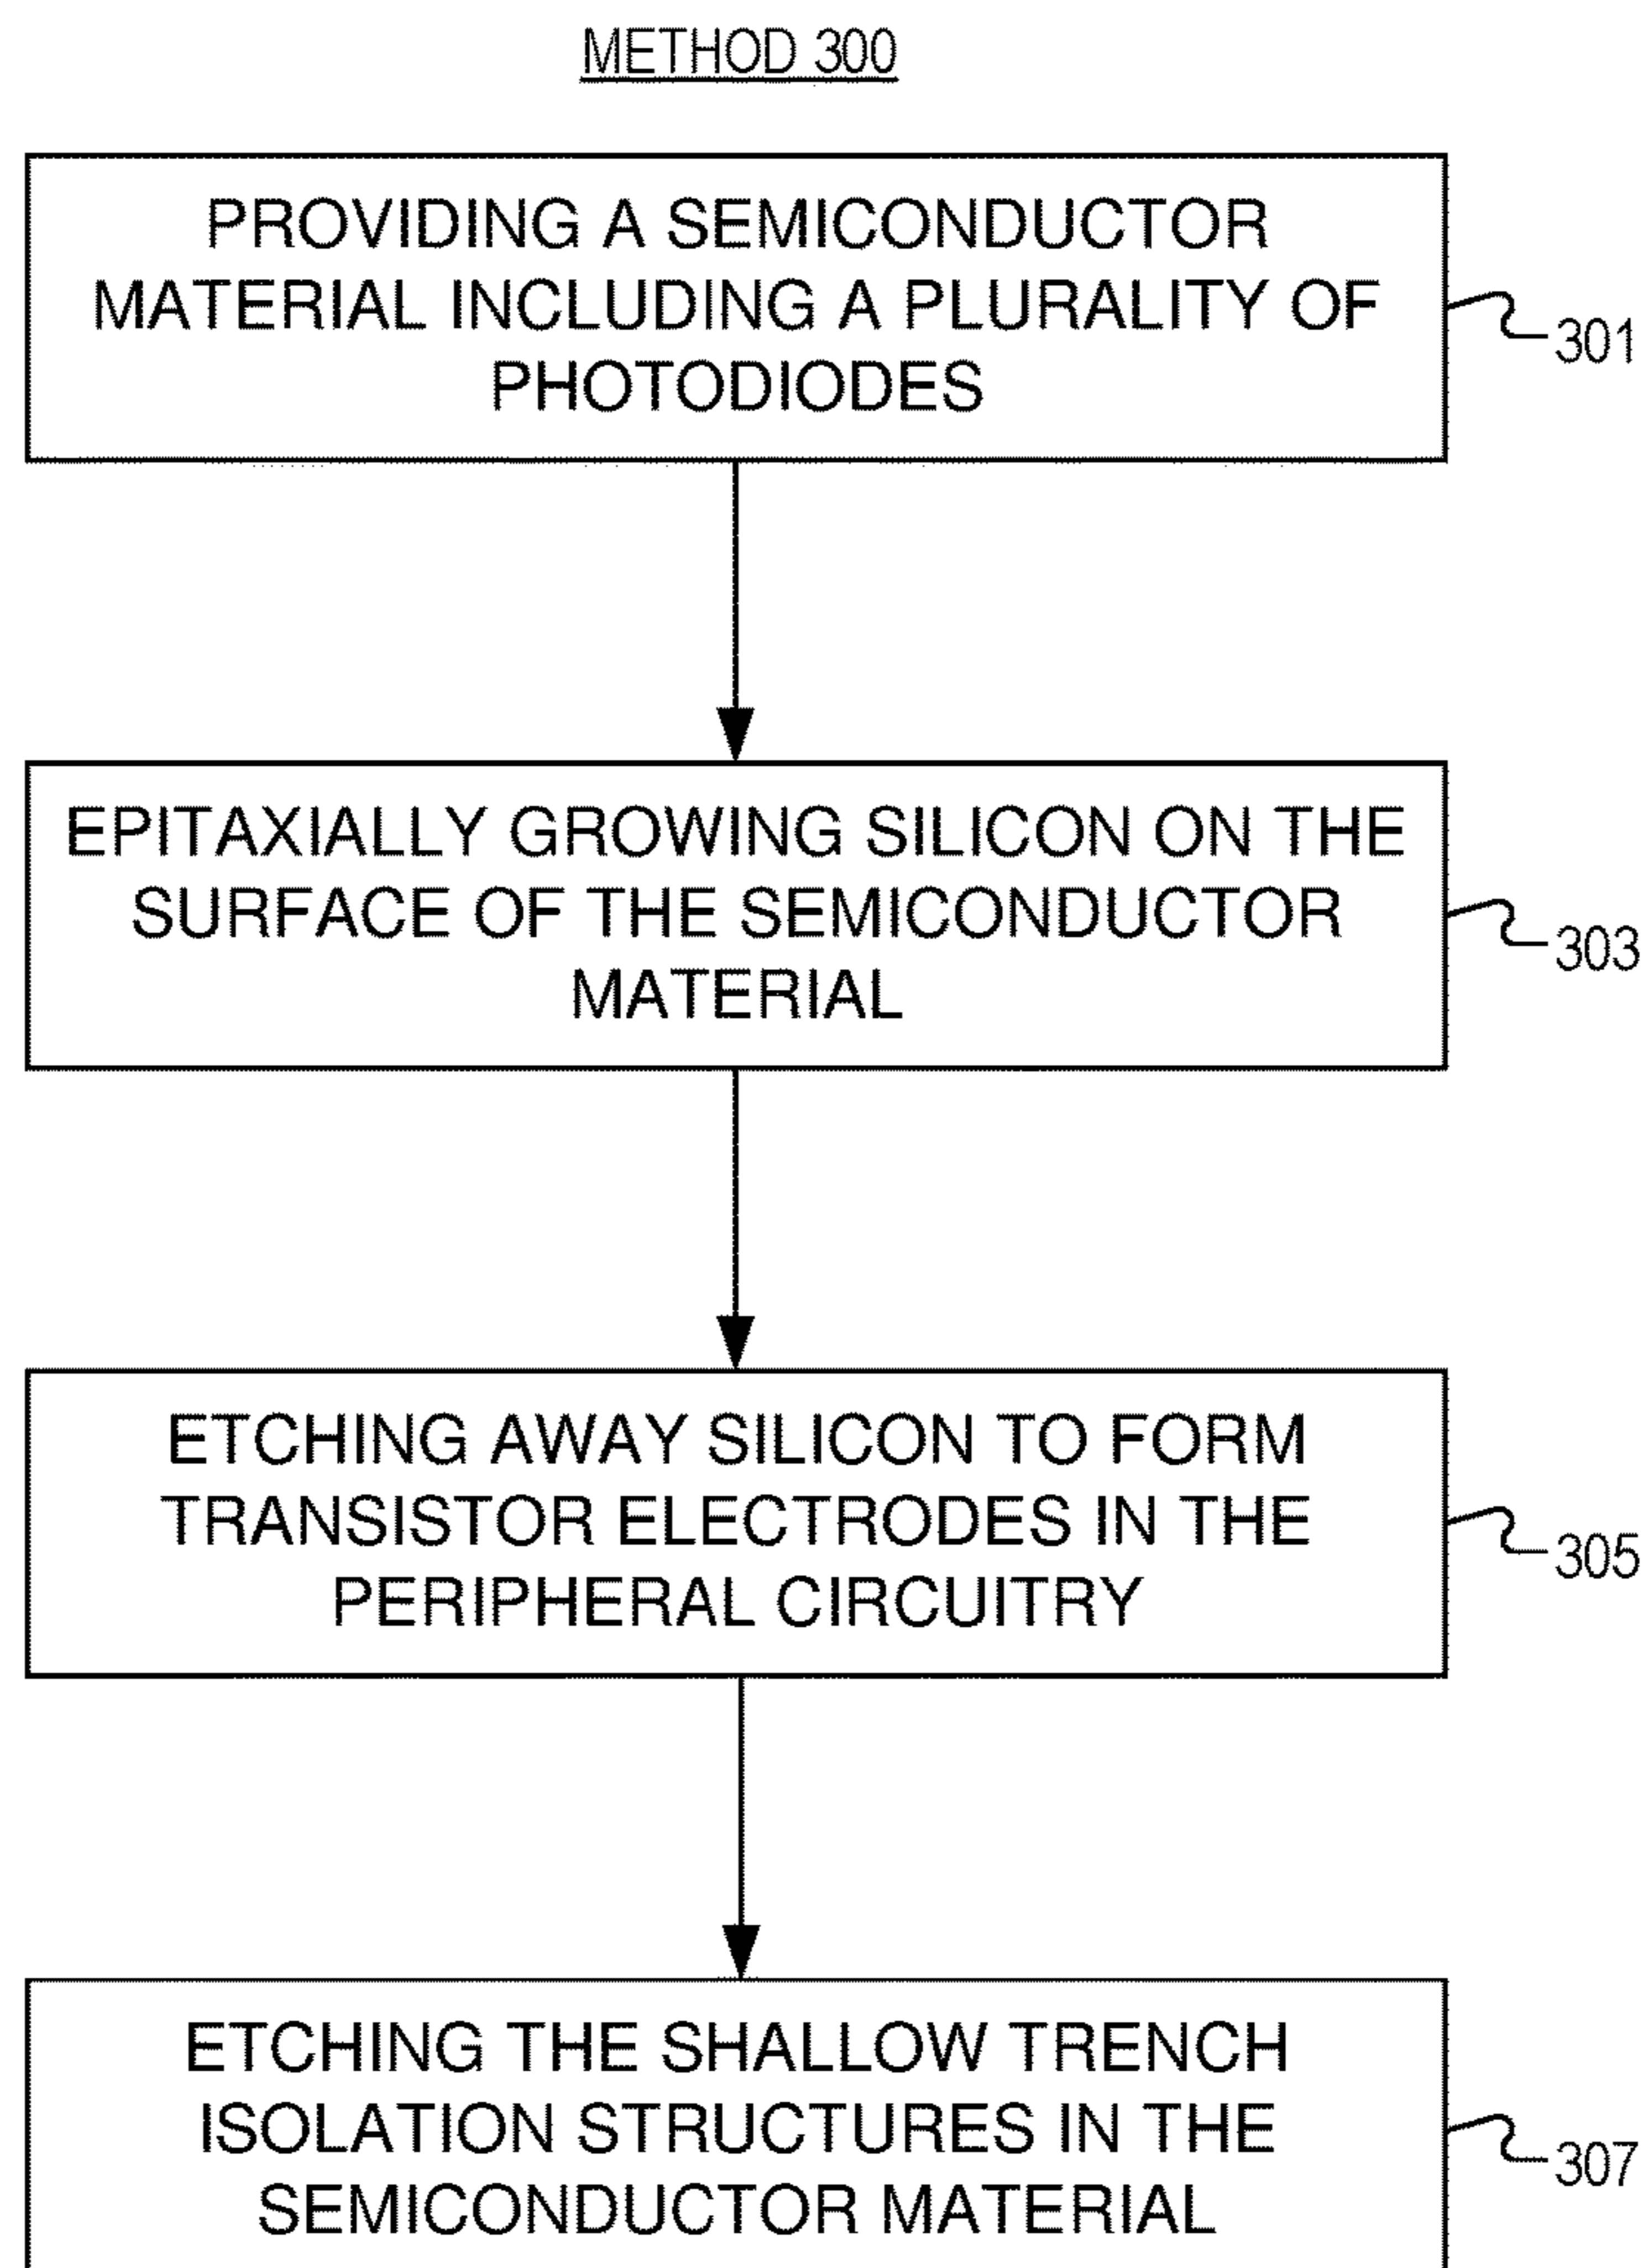 METHOD 300
PROVIDING A SEMICONDUCTOR
MATERIAL INCLUDING A PLURALITY OF
PHOTODIODES
301
EPITAXIALLY GROWING SILICON ON THE
SURFACE OF THE SEMICONDUCTOR
MATERIAL
303
ETCHING AWAY SILICON TO FORM
TRANSISTOR ELECTRODES IN THE
PERIPHERAL CIRCUITRY
305
ETCHING THE SHALLOW TRENCH
ISOLATION STRUCTURES IN THE
SEMICONDUCTOR MATERIAL
307